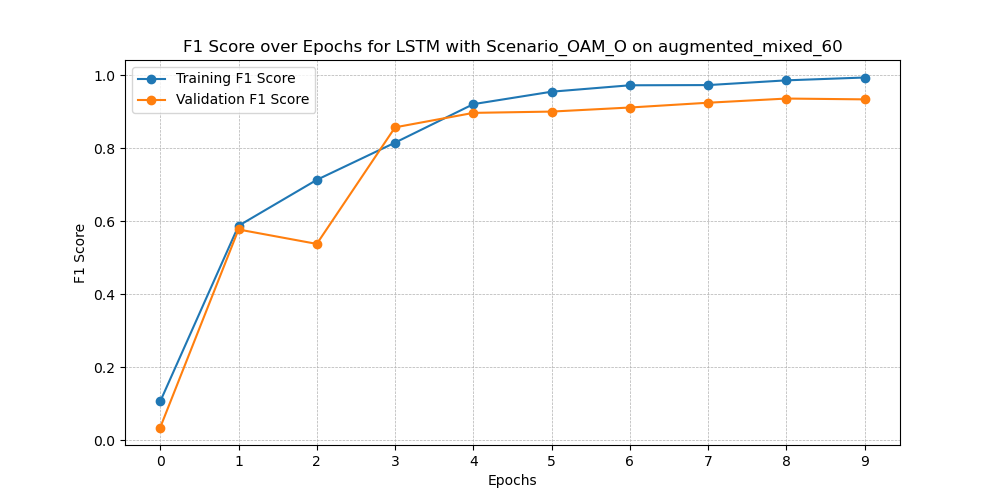 F1 Score over Epochs for LSTM with Scenario_OAM_O on augmented_mixed_60
Training F1 Score
Validation F1 Score
1.0
0.8
0.6
0.4
0.2
0.0
F1 Score
0 1 2 3 4 5 6 7 8 9
Epochs